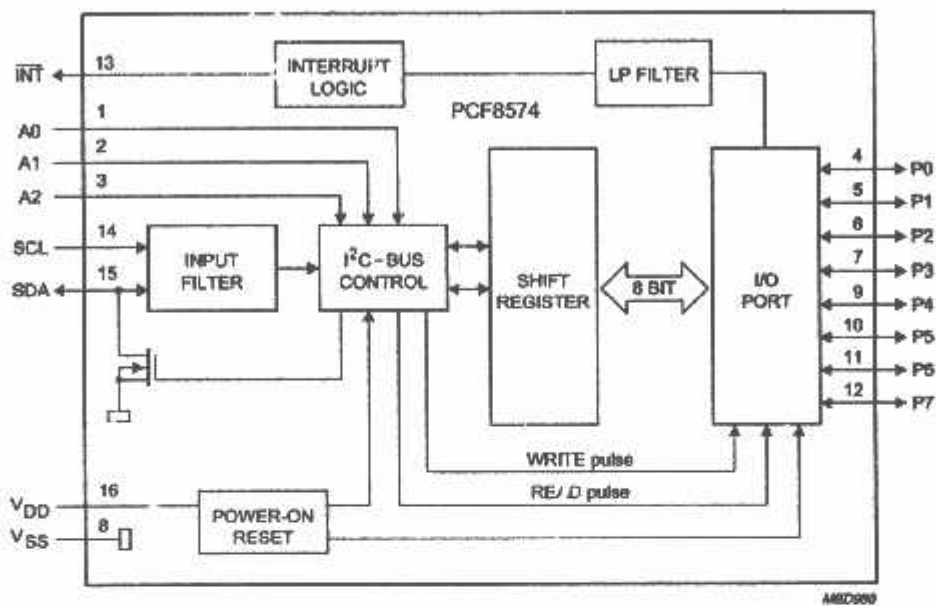 INT
13
INTERRUPT
LOGIC
LP FILTER
PCF8574
A0
1
A1
2
A2
3
SCL
14
SDA
15
INPUT
FILTER
I²C-BUS
CONTROL
SHIFT
REGISTER
8 BIT
I/O
PORT
4
P0
5
P1
6
P2
7
P3
9
P4
10
P5
11
P6
12
P7
WRITE pulse
READ pulse
VDD
16
VSS
8
POWER-ON
RESET